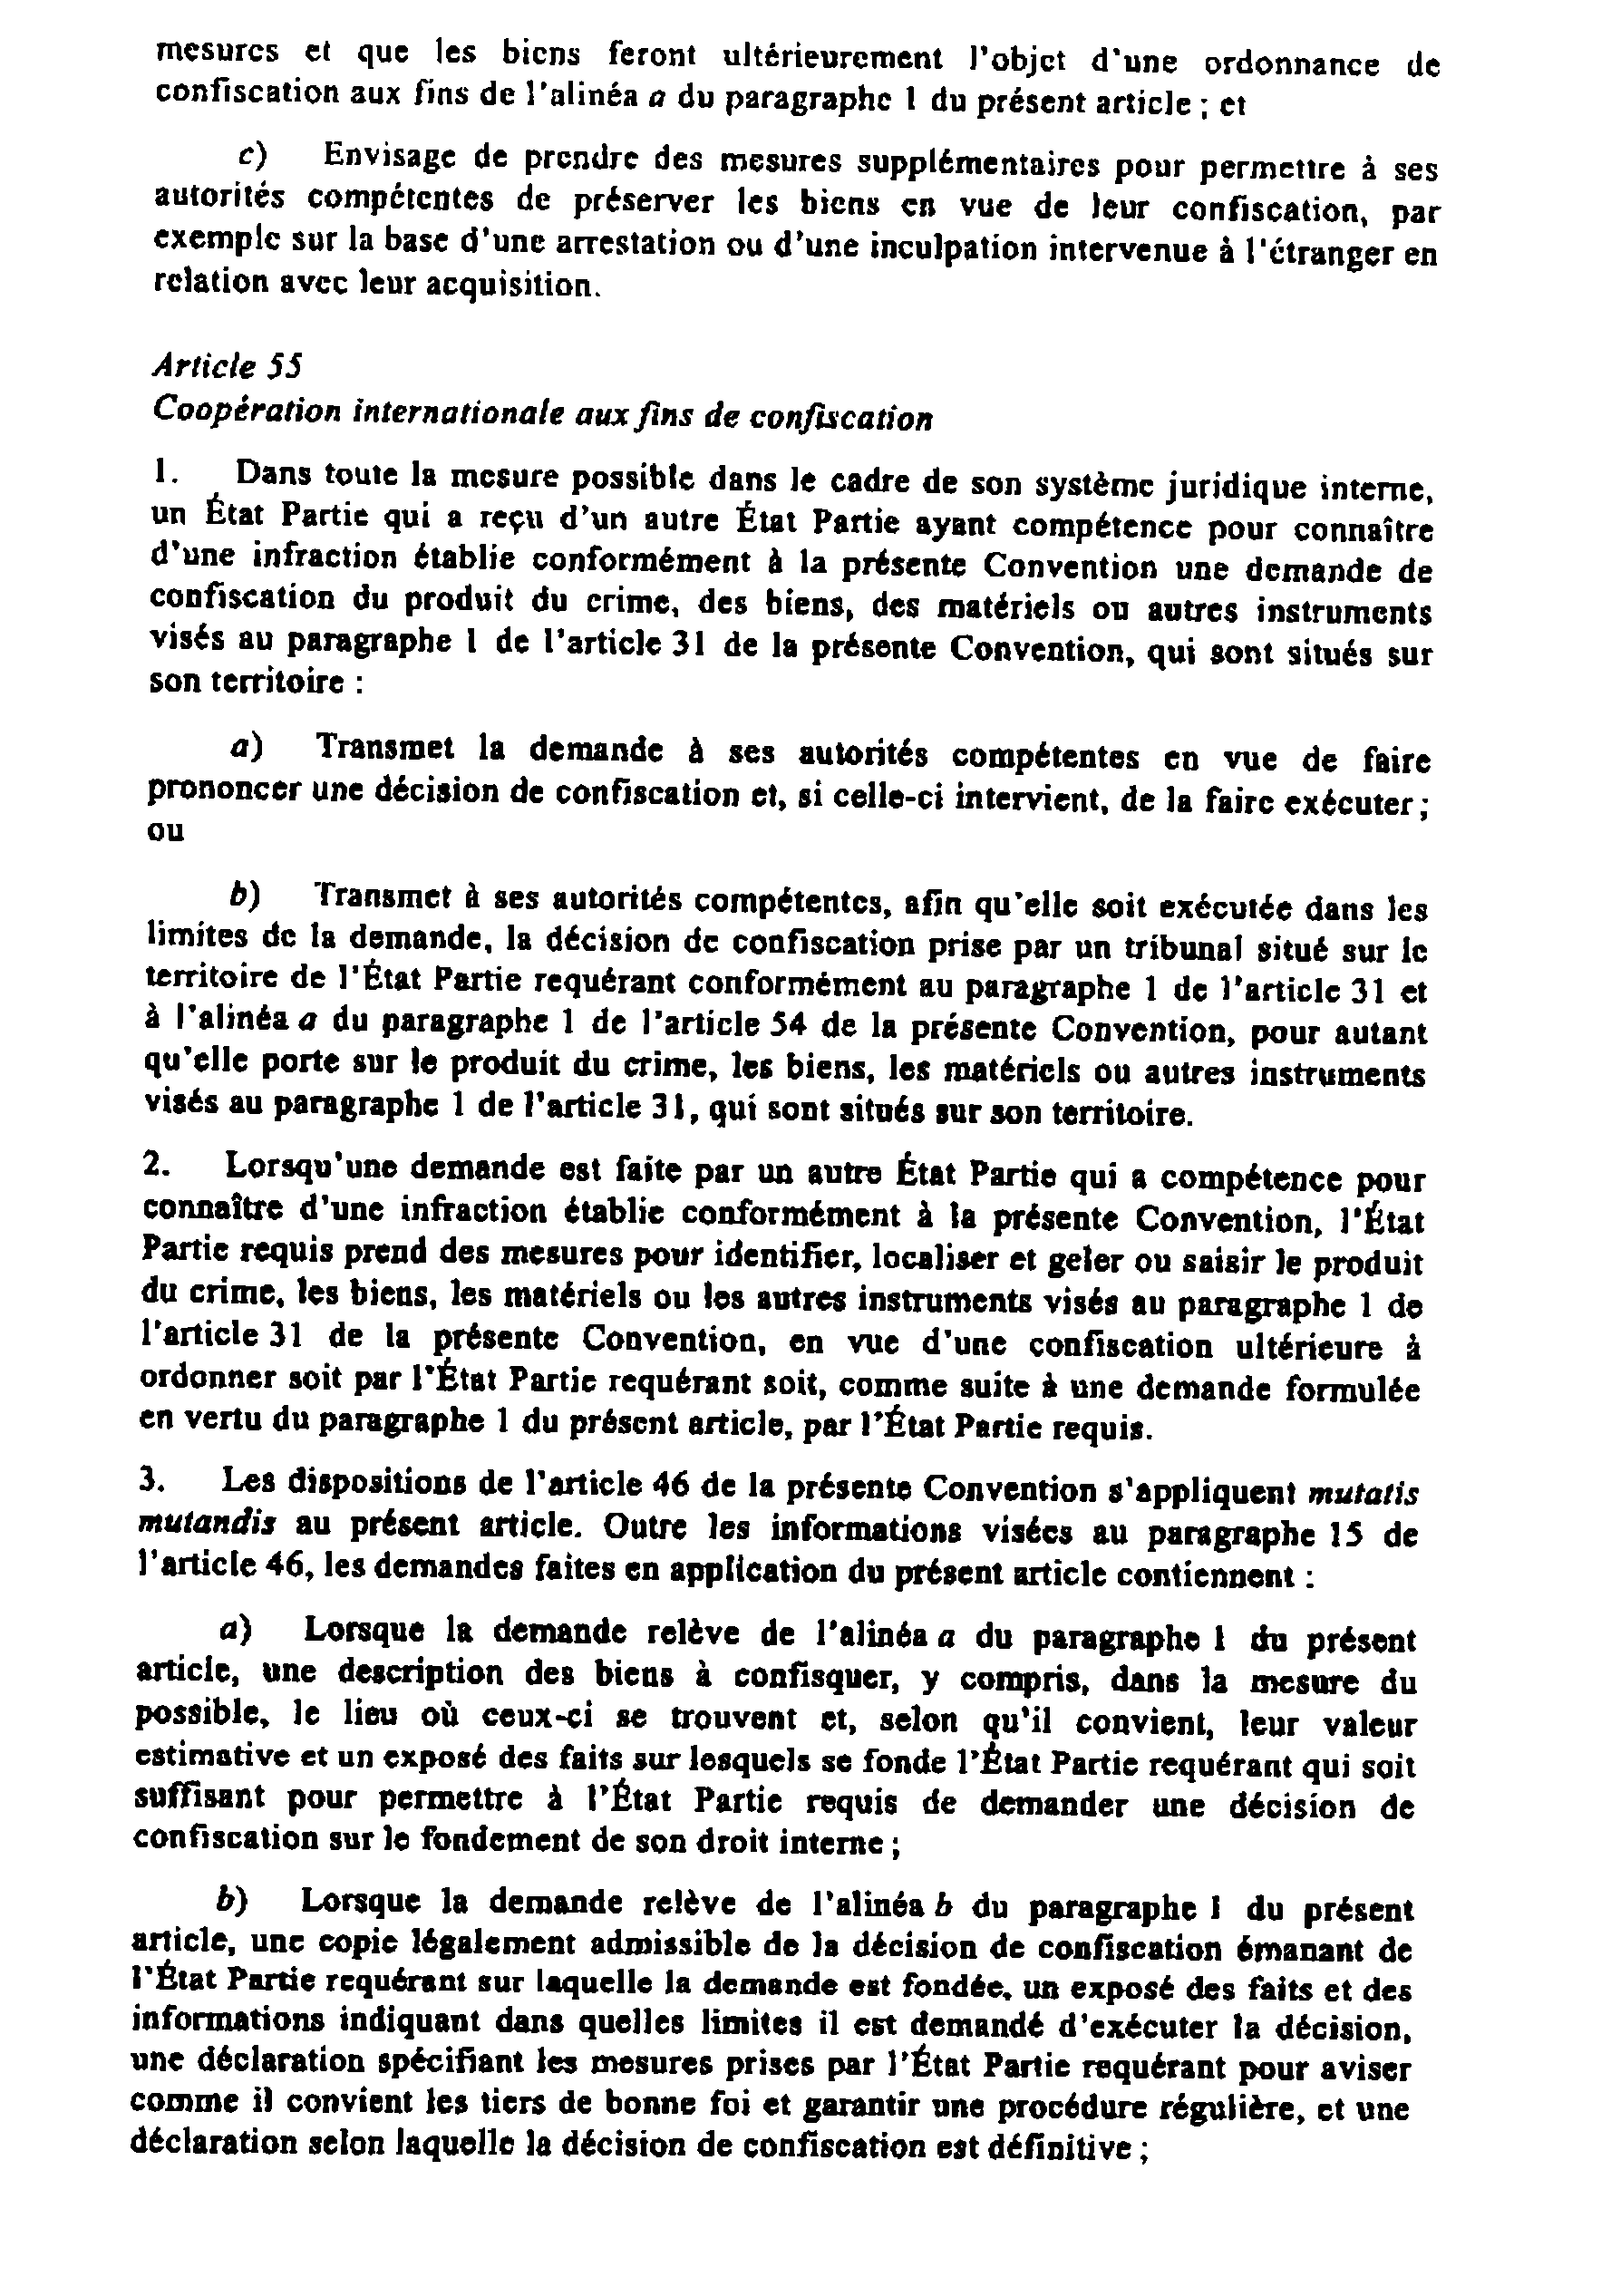 mesures et que les biens feront ultérieurement l'objet d'une ordonnance de
confiscation aux fins de l'alinéa a du paragraphe 1 du présent article ; et
c) Envisage de prendre des mesures supplémentaires pour permettre à ses
autorités compétentes de préserver les biens en vue de leur confiscation, par
exemple sur la base d'une arrestation ou d'une inculpation intervenue à l'étranger en
relation avec leur acquisition.
Article 55
Coopération internationale aux fins de confiscation
1. Dans toute la mesure possible dans le cadre de son système juridique interne,
un État Partie qui a reçu d'un autre État Partie ayant compétence pour connaître
d'une infraction établie conformément à la présente Convention une demande de
confiscation du produit du crime, des biens, des matériels ou autres instruments
visés au paragraphe 1 de l'article 31 de la présente Convention, qui sont situés sur
son territoire :
a) Transmet la demande à ses autorités compétentes en vue de faire
prononcer une décision de confiscation et, si celle-ci intervient, de la faire exécuter ;
ou
b) Transmet à ses autorités compétentes, afin qu'elle soit exécutée dans les
limites de la demande, la décision de confiscation prise par un tribunal situé sur le
territoire de l'État Partie requérant conformément au paragraphe 1 de l'article 31 et
à l'alinéa a du paragraphe 1 de l'article 54 de la présente Convention, pour autant
qu'elle porte sur le produit du crime, les biens, les matériels ou autres instruments
visés au paragraphe 1 de l'article 31, qui sont situés sur son territoire.
2. Lorsqu'une demande est faite par un autre État Partie qui a compétence pour
connaître d'une infraction établie conformément à la présente Convention, l'État
Partie requis prend des mesures pour identifier, localiser et geler ou saisir le produit
du crime, les biens, les matériels ou les autres instruments visés au paragraphe 1 de
l'article 31 de la présente Convention, en vue d'une confiscation ultérieure à
ordonner soit par l'État Partie requérant soit, comme suite à une demande formulée
en vertu du paragraphe 1 du présent article, par l'État Partie requis.
3. Les dispositions de l'article 46 de la présente Convention s'appliquent mutatis
mutandis au présent article. Outre les informations visées au paragraphe 15 de
l'article 46, les demandes faites en application du présent article contiennent :
a) Lorsque la demande relève de l'alinéa a du paragraphe 1 du présent
article, une description des biens à confisquer, y compris, dans la mesure du
possible, le lieu où ceux-ci se trouvent et, selon qu'il convient, leur valeur
estimative et un exposé des faits sur lesquels se fonde l'État Partie requérant qui soit
suffisant pour permettre à l'État Partie requis de demander une décision de
confiscation sur le fondement de son droit interne ;
b) Lorsque la demande relève de l'alinéa b du paragraphe 1 du présent
article, une copie légalement admissible de la décision de confiscation émanant de
l'État Partie requérant sur laquelle la demande est fondée, un exposé des faits et des
informations indiquant dans quelles limites il est demandé d'exécuter la décision,
une déclaration spécifiant les mesures prises par l'État Partie requérant pour aviser
comme il convient les tiers de bonne foi et garantir une procédure régulière, et une
déclaration selon laquelle la décision de confiscation est définitive ;